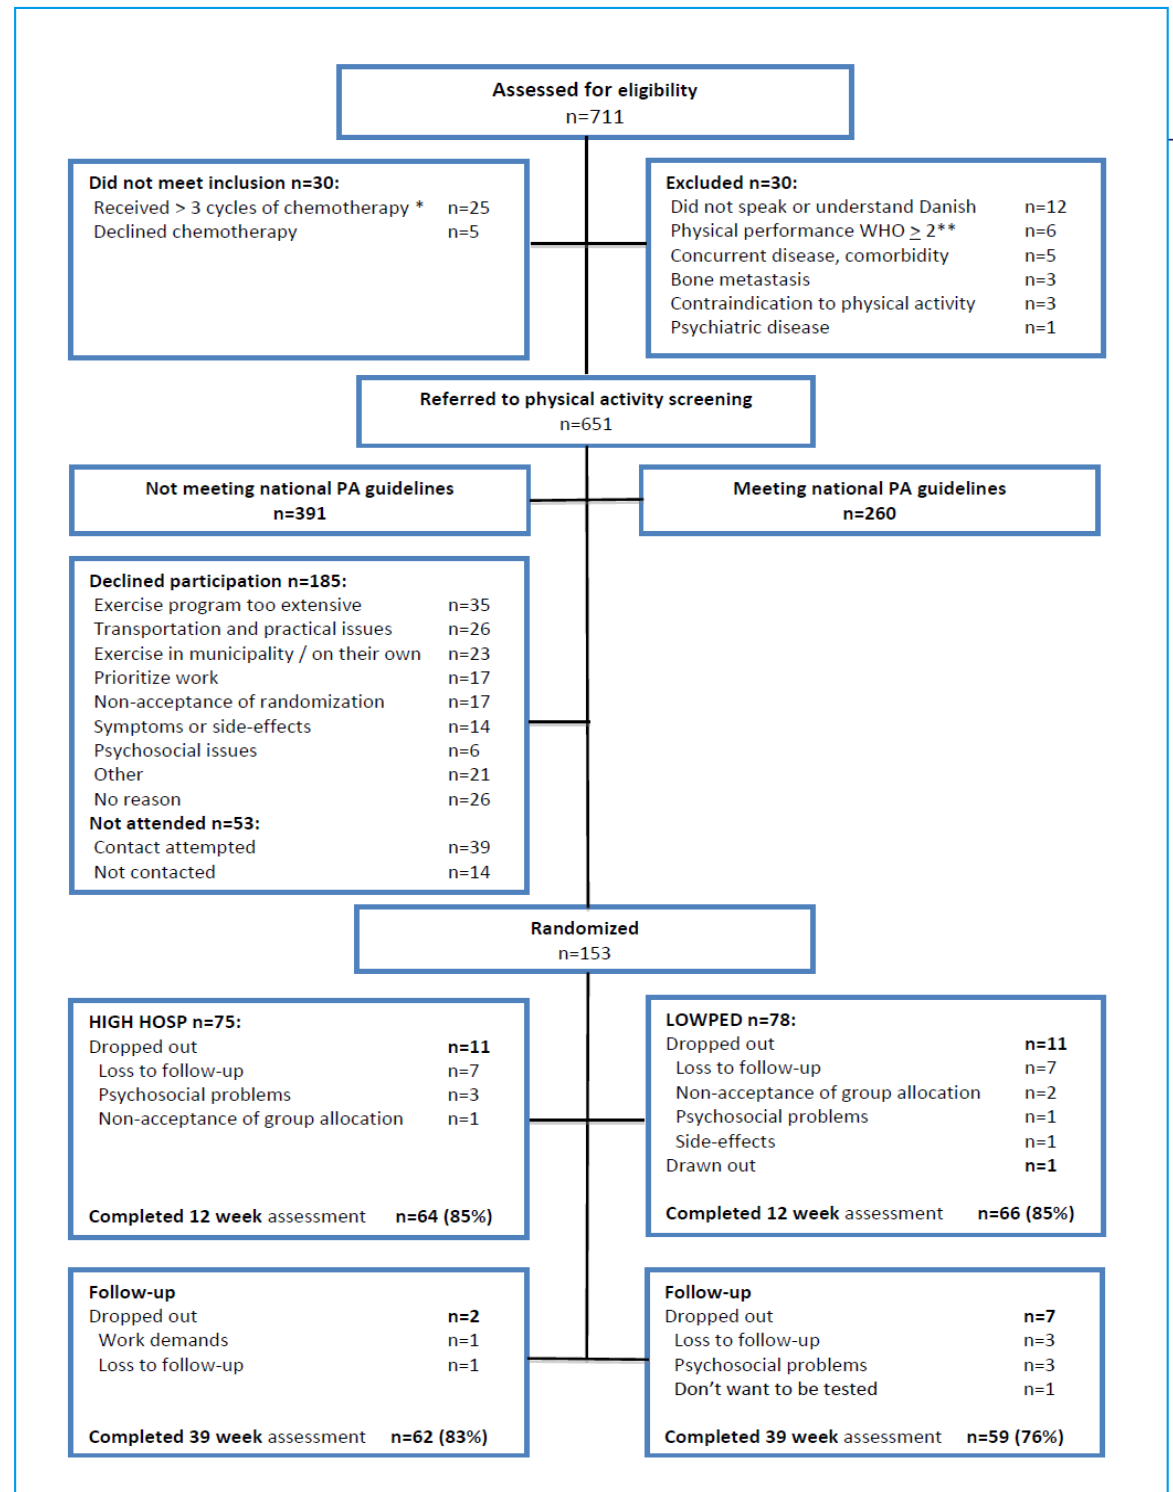 Assessed for eligibility
n=711
Did not meet inclusion n=30:
Received > 3 cycles of chemotherapy * n=25
Declined chemotherapy n=5
Excluded n=30:
Did not speak or understand Danish n=12
Physical performance WHO ≥ 2** n=6
Concurrent disease, comorbidity n=5
Bone metastasis n=3
Contraindication to physical activity n=3
Psychiatric disease n=1
Referred to physical activity screening
n=651
Not meeting national PA guidelines
n=391
Meeting national PA guidelines
n=260
Declined participation n=185:
Exercise program too extensive n=35
Transportation and practical issues n=26
Exercise in municipality / on their own n=23
Prioritize work n=17
Non-acceptance of randomization n=17
Symptoms or side-effects n=14
Psychosocial issues n=6
Other n=21
No reason n=26
Not attended n=53:
Contact attempted n=39
Not contacted n=14
Randomized
n=153
HIGH HOSP n=75:
Dropped out n=11
Loss to follow-up n=7
Psychosocial problems n=3
Non-acceptance of group allocation n=1
Completed 12 week assessment n=64 (85%)
LOWPED n=78:
Dropped out n=11
Loss to follow-up n=7
Non-acceptance of group allocation n=2
Psychosocial problems n=1
Side-effects n=1
Drawn out n=1
Completed 12 week assessment n=66 (85%)
Follow-up
Dropped out n=2
Work demands n=1
Loss to follow-up n=1
Completed 39 week assessment n=62 (83%)
Follow-up
Dropped out n=7
Loss to follow-up n=3
Psychosocial problems n=3
Don't want to be tested n=1
Completed 39 week assessment n=59 (76%)